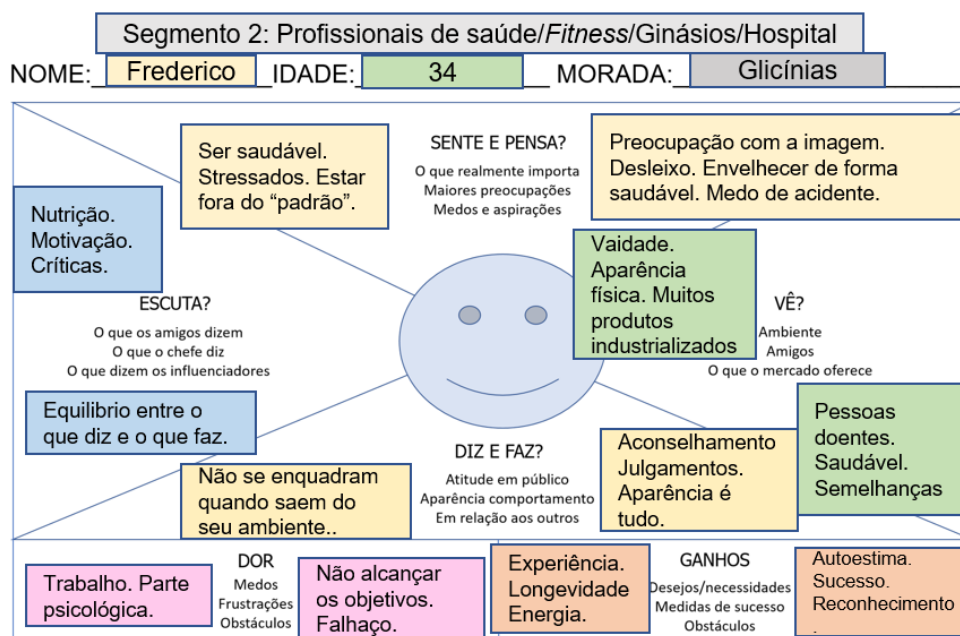 Segmento 2: Profissionais de saúde/Fitness/Ginásios/Hospital
NOME: Frederico IDADE: 34 MORADA: Glicínias
Ser saudável.
Stressados. Estar
fora do “padrão”.
SENTE E PENSA?
O que realmente importa
Maiores preocupações
Medos e aspirações
Preocupação com a imagem.
Desleixo. Envelhecer de forma
saudável. Medo de acidente.
Nutrição.
Motivação.
Críticas.
ESCUTA?
O que os amigos dizem
O que o chefe diz
O que dizem os influenciadores
Equilibrio entre o
que diz e o que faz.
Vaidade.
Aparência
física. Muitos
produtos
industrializados
VÊ?
Ambiente
Amigos
O que o mercado oferece
Pessoas
doentes.
Saudável.
Semelhanças
Não se enquadram
quando saem do
seu ambiente..
DIZ E FAZ?
Atitude em público
Aparência comportamento
Em relação aos outros
Aconselhamento
Julgamentos.
Aparência é
tudo.
Trabalho. Parte
psicológica.
DOR
Medos
Frustrações
Obstáculos
Não alcançar
os objetivos.
Falhaço.
Experiência.
Longevidade
Energia.
GANHOS
Desejos/necessidades
Medidas de sucesso
Obstáculos
Autoestima.
Sucesso.
Reconhecimento
.